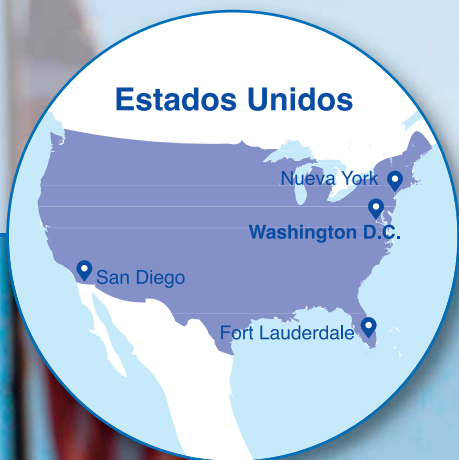 Estados Unidos
Nueva York
Washington D.C.
San Diego
Fort Lauderdale